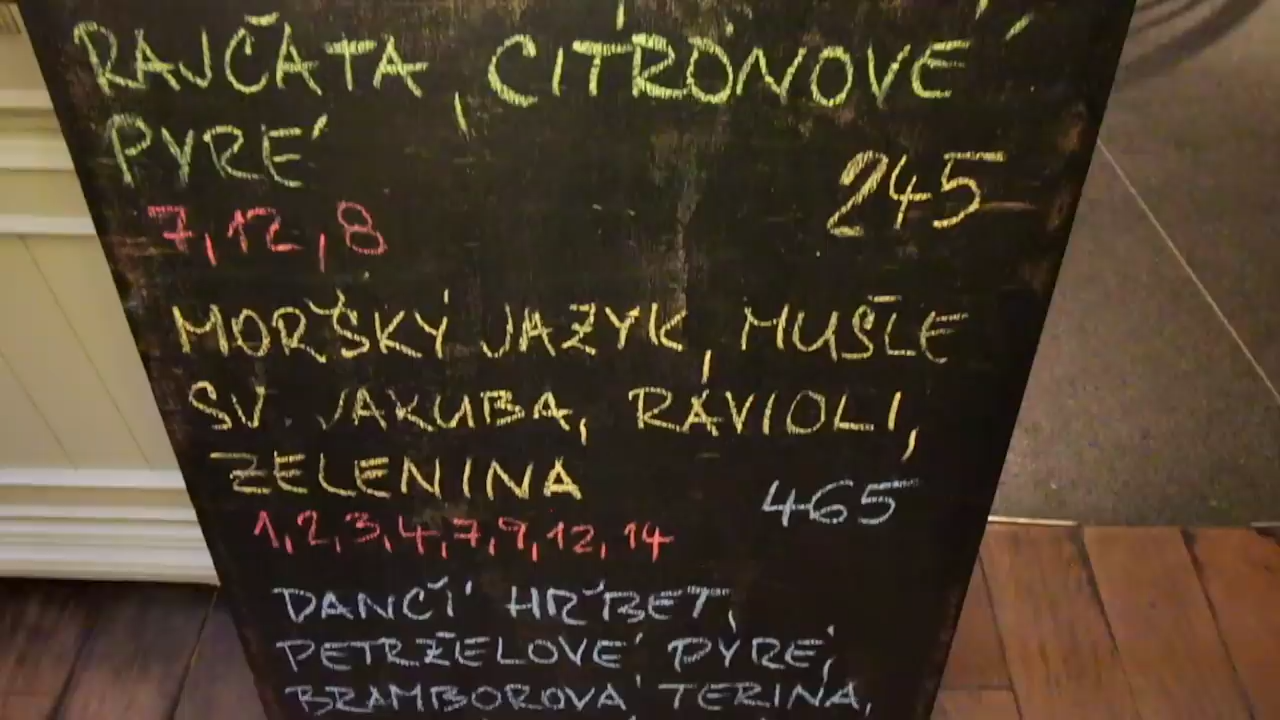 RAJČATA, CITRÓNOVÉ
PYRÉ
245
7,12,8
MORŠKÝ JAZYK, MUŠLE
SV. JAKUBA, RAVIOLI,
ZELENINA
465
1,2,3,4,7,9,12,14
DANČÍ HŘBET,
PETRŽELOVÉ PYRÉ,
BRAMBOROVÁ TERINA,